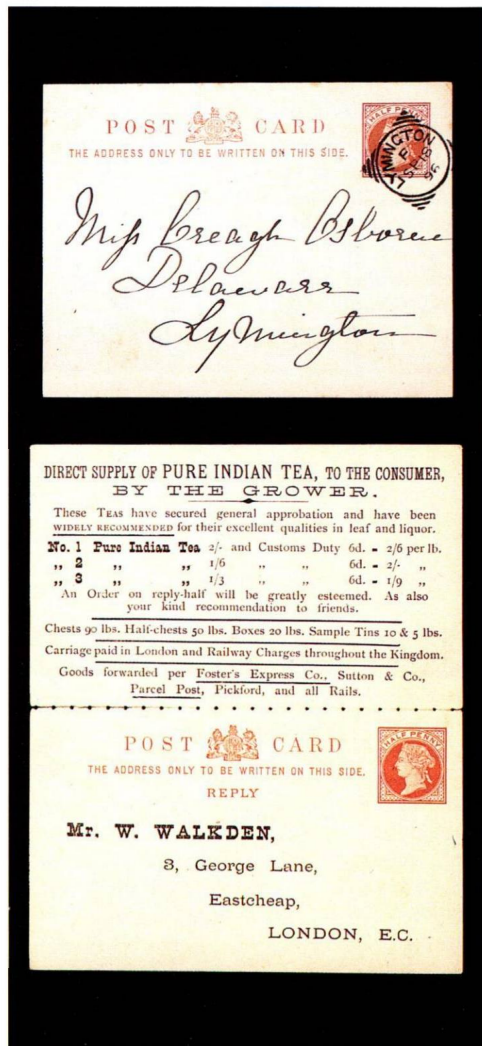 POST CARD
THE ADDRESS ONLY TO BE WRITTEN ON THIS SIDE.
HALF PENNY
LYMINGTON
F
SP 18
96
Miss Creagh Osborne
Delawarr
Lymington
DIRECT SUPPLY OF PURE INDIAN TEA, TO THE CONSUMER,
BY THE GROWER.
These TEAS have secured general approbation and have been
WIDELY RECOMMENDED for their excellent qualities in leaf and liquor.
No. 1 Pure Indian Tea 2/- and Customs Duty 6d. = 2/6 per lb.
„ 2 „ „ 1/6 „ „ 6d. = 2/- „
„ 3 „ „ 1/3 „ „ 6d. = 1/9 „
An Order on reply-half will be greatly esteemed. As also
your kind recommendation to friends.
Chests 90 lbs. Half-chests 50 lbs. Boxes 20 lbs. Sample Tins 10 & 5 lbs.
Carriage paid in London and Railway Charges throughout the Kingdom.
Goods forwarded per Foster's Express Co., Sutton & Co.,
Parcel Post, Pickford, and all Rails.
POST CARD
THE ADDRESS ONLY TO BE WRITTEN ON THIS SIDE.
REPLY
HALF PENNY
Mr. W. WALKDEN,
3, George Lane,
Eastcheap,
LONDON, E.C.